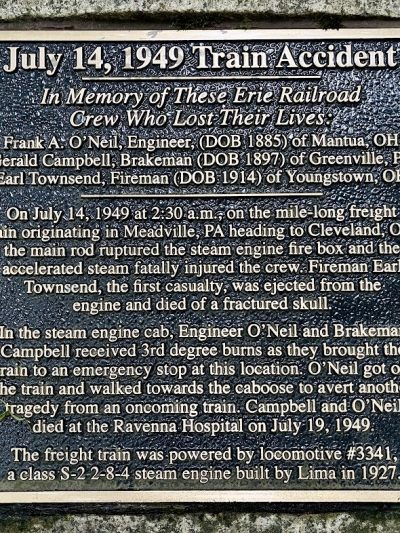 July 14, 1949 Train Accident
In Memory of These Erie Railroad
Crew Who Lost Their Lives:
Frank A. O'Neil, Engineer, (DOB 1885) of Mantua, OH
Gerald Campbell, Brakeman (DOB 1897) of Greenville, P
Earl Townsend, Fireman (DOB 1914) of Youngstown, OH
On July 14, 1949 at 2:30 a.m., on the mile-long freight
ain originating in Meadville, PA heading to Cleveland, O
the main rod ruptured the steam engine fire box and the
accelerated steam fatally injured the crew. Fireman Earl
Townsend, the first casualty, was ejected from the
engine and died of a fractured skull.
In the steam engine cab, Engineer O'Neil and Brakeman
Campbell received 3rd degree burns as they brought the
train to an emergency stop at this location. O'Neil got o
the train and walked towards the caboose to avert anothe
tragedy from an oncoming train. Campbell and O'Neil
died at the Ravenna Hospital on July 19, 1949.
The freight train was powered by locomotive #3341,
a class S-2 2-8-4 steam engine built by Lima in 1927.